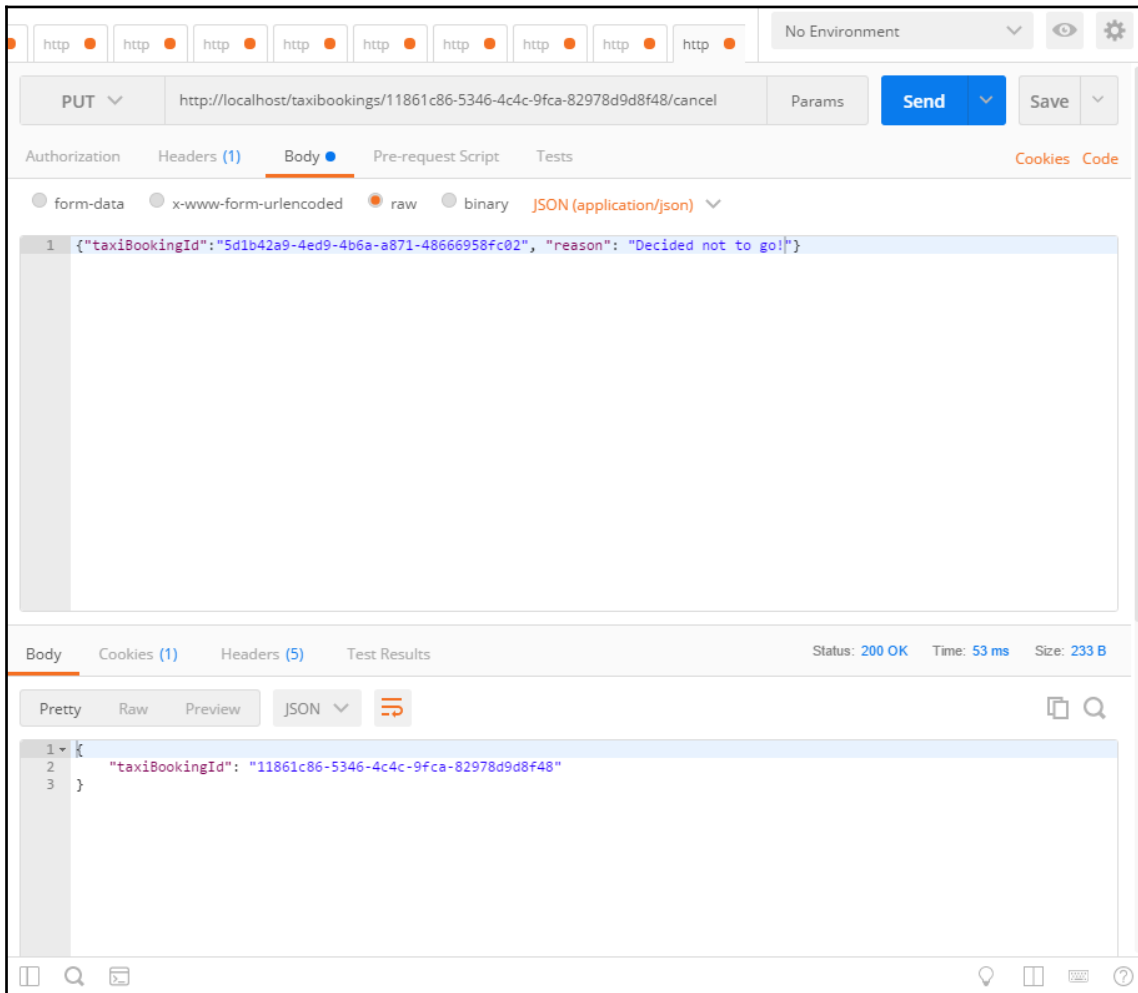 http http http http http http http http http No Environment
PUT http://localhost/taxibookings/11861c86-5346-4c4c-9fca-82978d9d8f48/cancel Params Send Save
Authorization Headers (1) Body Pre-request Script Tests Cookies Code
form-data x-www-form-urlencoded raw binary JSON (application/json)
1 {"taxiBookingId":"5d1b42a9-4ed9-4b6a-a871-48666958fc02", "reason": "Decided not to go!"}
Body Cookies (1) Headers (5) Test Results Status: 200 OK Time: 53 ms Size: 233 B
Pretty Raw Preview JSON
1 {
2 "taxiBookingId": "11861c86-5346-4c4c-9fca-82978d9d8f48"
3 }